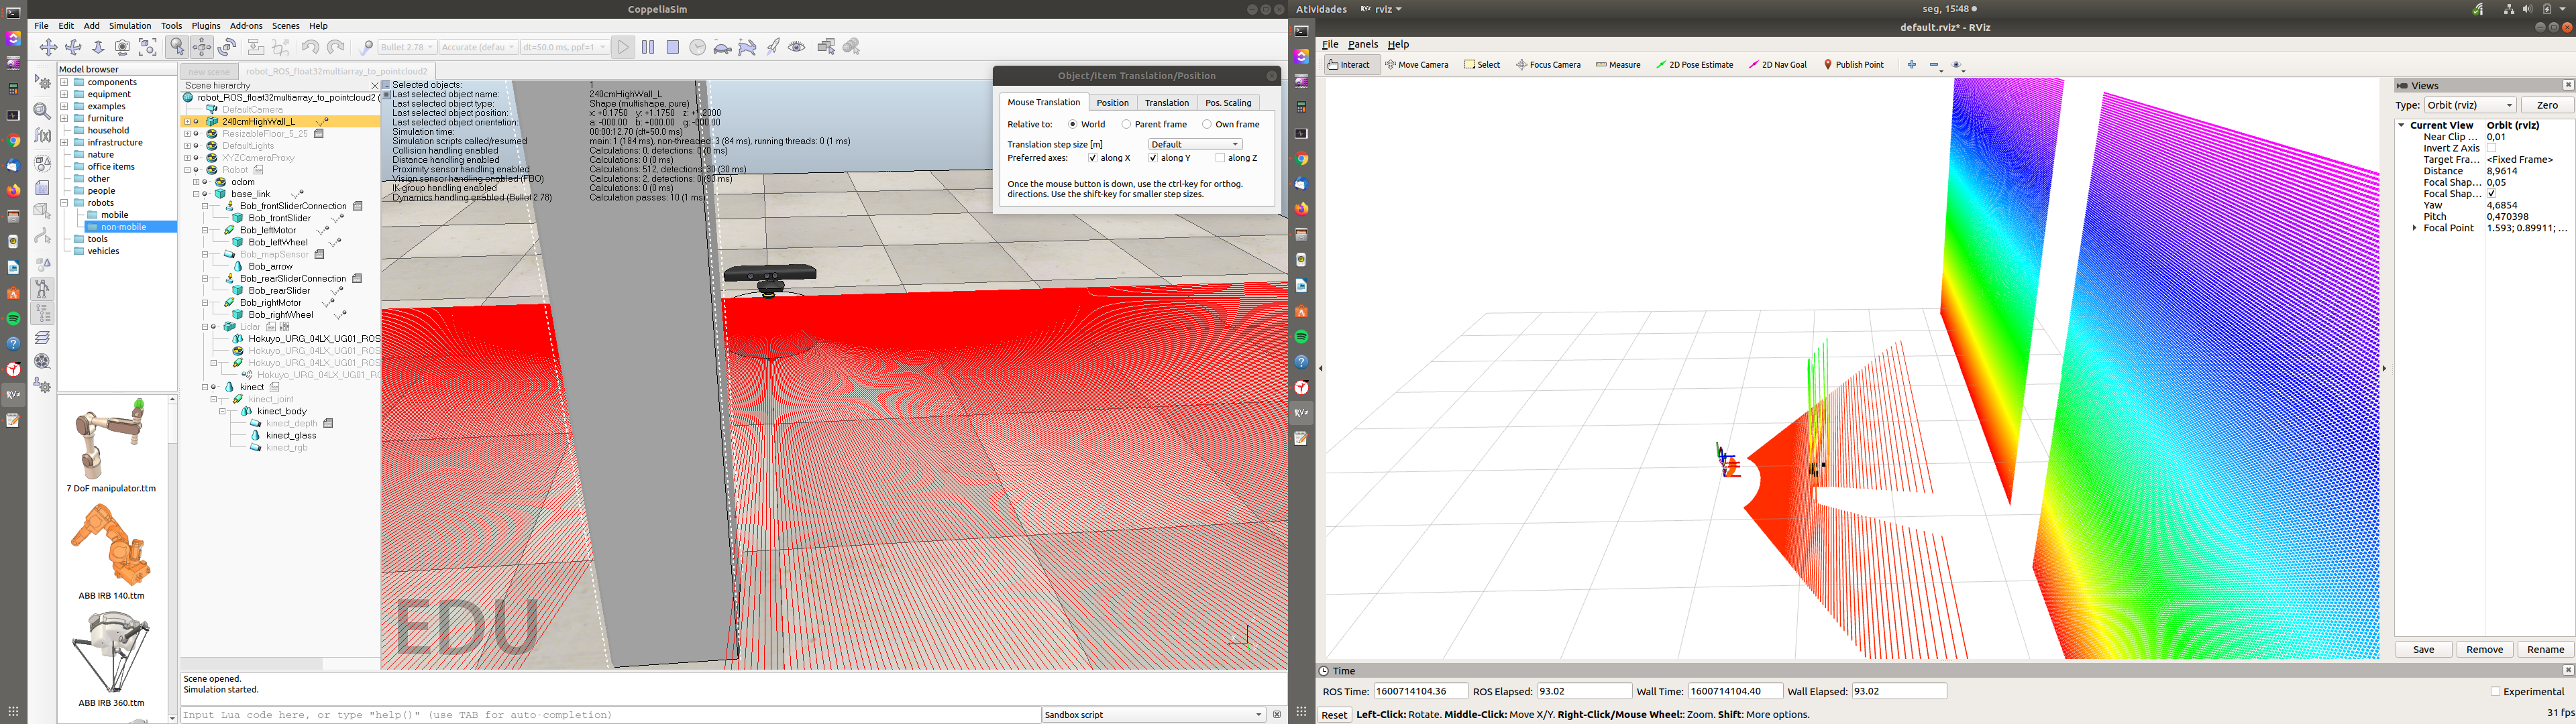 CoppeliaSim
File Edit Add Simulation Tools Plugins Add-ons Scenes Help
Bullet 2.78 Accurate (defau dt=50.0 ms, ppf=1
Model browser
components
equipment
examples
furniture
household
infrastructure
nature
office items
other
people
robots
mobile
non-mobile
tools
vehicles
7 DoF manipulator.ttm
ABB IRB 140.ttm
ABB IRB 360.ttm
new scene robot_ROS_float32multiarray_to_pointcloud2
Scene hierarchy
robot_ROS_float32multiarray_to_pointcloud2 (
DefaultCamera
240cmHighWall_L
ResizableFloor_5_25
DefaultLights
XYZCameraProxy
Robot
odom
base_link
Bob_frontSliderConnection
Bob_frontSlider
Bob_leftMotor
Bob_leftWheel
Bob_mapSensor
Bob_arrow
Bob_rearSliderConnection
Bob_rearSlider
Bob_rightMotor
Bob_rightWheel
Lidar
Hokuyo_URG_04LX_UG01_ROS
Hokuyo_URG_04LX_UG01_ROS
Hokuyo_URG_04LX_UG01_ROS
Hokuyo_URG_04LX_UG01_RO
kinect
kinect_joint
kinect_body
kinect_depth
kinect_glass
kinect_rgb
Selected objects: 1
Last selected object name: 240cmHighWall_L
Last selected object type: Shape (multishape, pure)
Last selected object position: x: +0.1750 y: +1.1750 z: +1.2000
Last selected object orientation: a: -000.00 b: +000.00 g: -000.00
Simulation time: 00:00:12.70 (dt=50.0 ms)
Simulation scripts called/resumed main: 1 (184 ms), non-threaded: 3 (84 ms), running threads: 0 (1 ms)
Collision handling enabled Calculations: 0, detections: 0 (0 ms)
Distance handling enabled Calculations: 0 (0 ms)
Proximity sensor handling enabled Calculations: 512, detections: 30 (30 ms)
Vision sensor handling enabled (FBO) Calculations: 2, detections: 0 (93 ms)
IK group handling enabled Calculations: 0 (0 ms)
Dynamics handling enabled (Bullet 2.78) Calculation passes: 10 (1 ms)
EDU
Object/Item Translation/Position
Mouse Translation Position Translation Pos. Scaling
Relative to: World Parent frame Own frame
Translation step size [m] Default
Preferred axes: along X along Y along Z
Once the mouse button is down, use the ctrl-key for orthog.
directions. Use the shift-key for smaller step sizes.
Scene opened.
Simulation started.
Input Lua code here, or type "help()" (use TAB for auto-completion) Sandbox script
Atividades rviz seg, 15:48
default.rviz* - RViz
File Panels Help
Interact Move Camera Select Focus Camera Measure 2D Pose Estimate 2D Nav Goal Publish Point
Views
Type: Orbit (rviz) Zero
Current View Orbit (rviz)
Near Clip ... 0,01
Invert Z Axis
Target Fra... <Fixed Frame>
Distance 8,9614
Focal Shap... 0,05
Focal Shap...
Yaw 4,6854
Pitch 0,470398
Focal Point 1.593; 0.89911; ...
Save Remove Rename
Time
ROS Time: 1600714104.36 ROS Elapsed: 93.02 Wall Time: 1600714104.40 Wall Elapsed: 93.02 Experimental
Reset Left-Click: Rotate. Middle-Click: Move X/Y. Right-Click/Mouse Wheel:: Zoom. Shift: More options. 31 fps